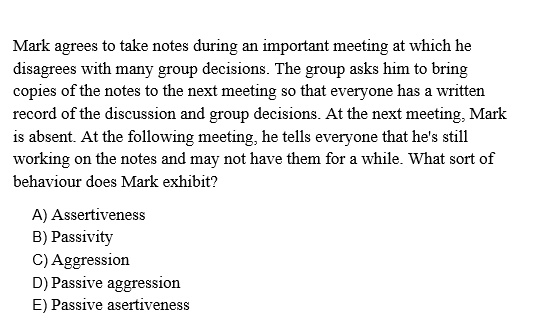 Mark agrees to take notes during an important meeting at which he
disagrees with many group decisions. The group asks him to bring
copies of the notes to the next meeting so that everyone has a written
record of the discussion and group decisions. At the next meeting, Mark
is absent. At the following meeting, he tells everyone that he's still
working on the notes and may not have them for a while. What sort of
behaviour does Mark exhibit?
A) Assertiveness
B) Passivity
C) Aggression
D) Passive aggression
E) Passive asertiveness